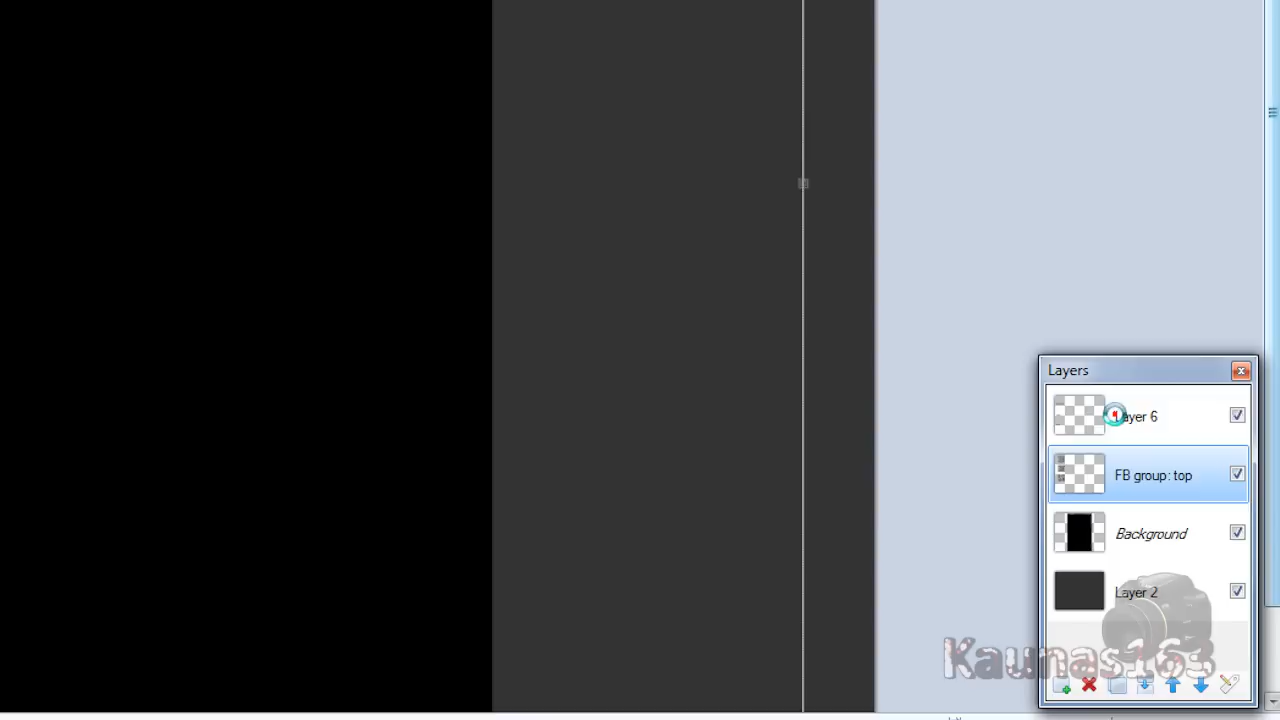 Layers
Layer 6
FB group: top
Background
Layer 2
Kaunas163